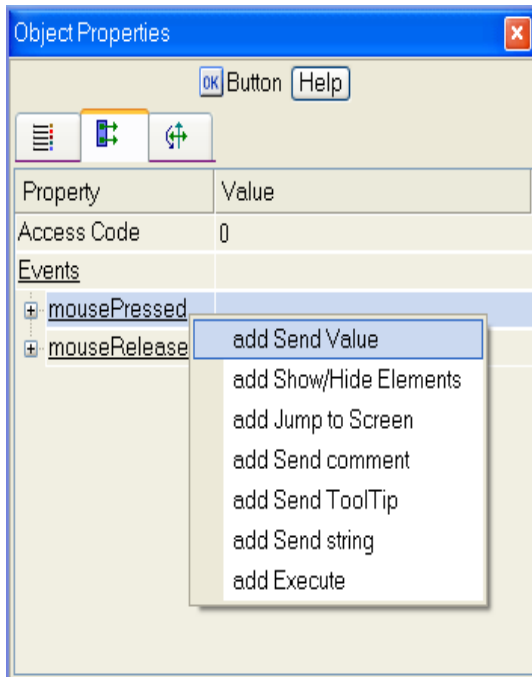 Object Properties
OK Button Help
Property Value
Access Code 0
Events
mousePressed
mouseRelease
add Send Value
add Show/Hide Elements
add Jump to Screen
add Send comment
add Send ToolTip
add Send string
add Execute